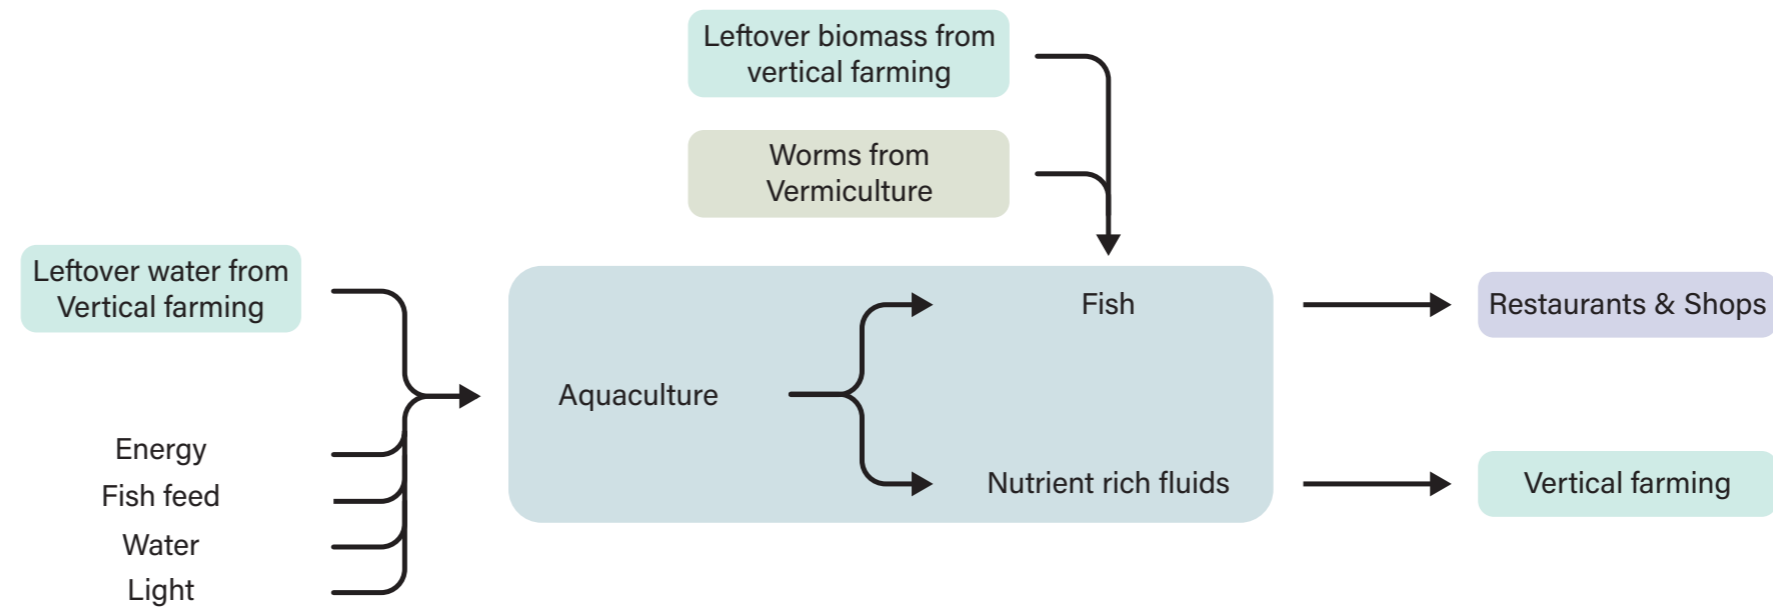 Leftover biomass from
vertical farming
Worms from
Vermiculture
Leftover water from
Vertical farming
Energy
Fish feed
Water
Light
Aquaculture
Fish
Nutrient rich fluids
Restaurants & Shops
Vertical farming